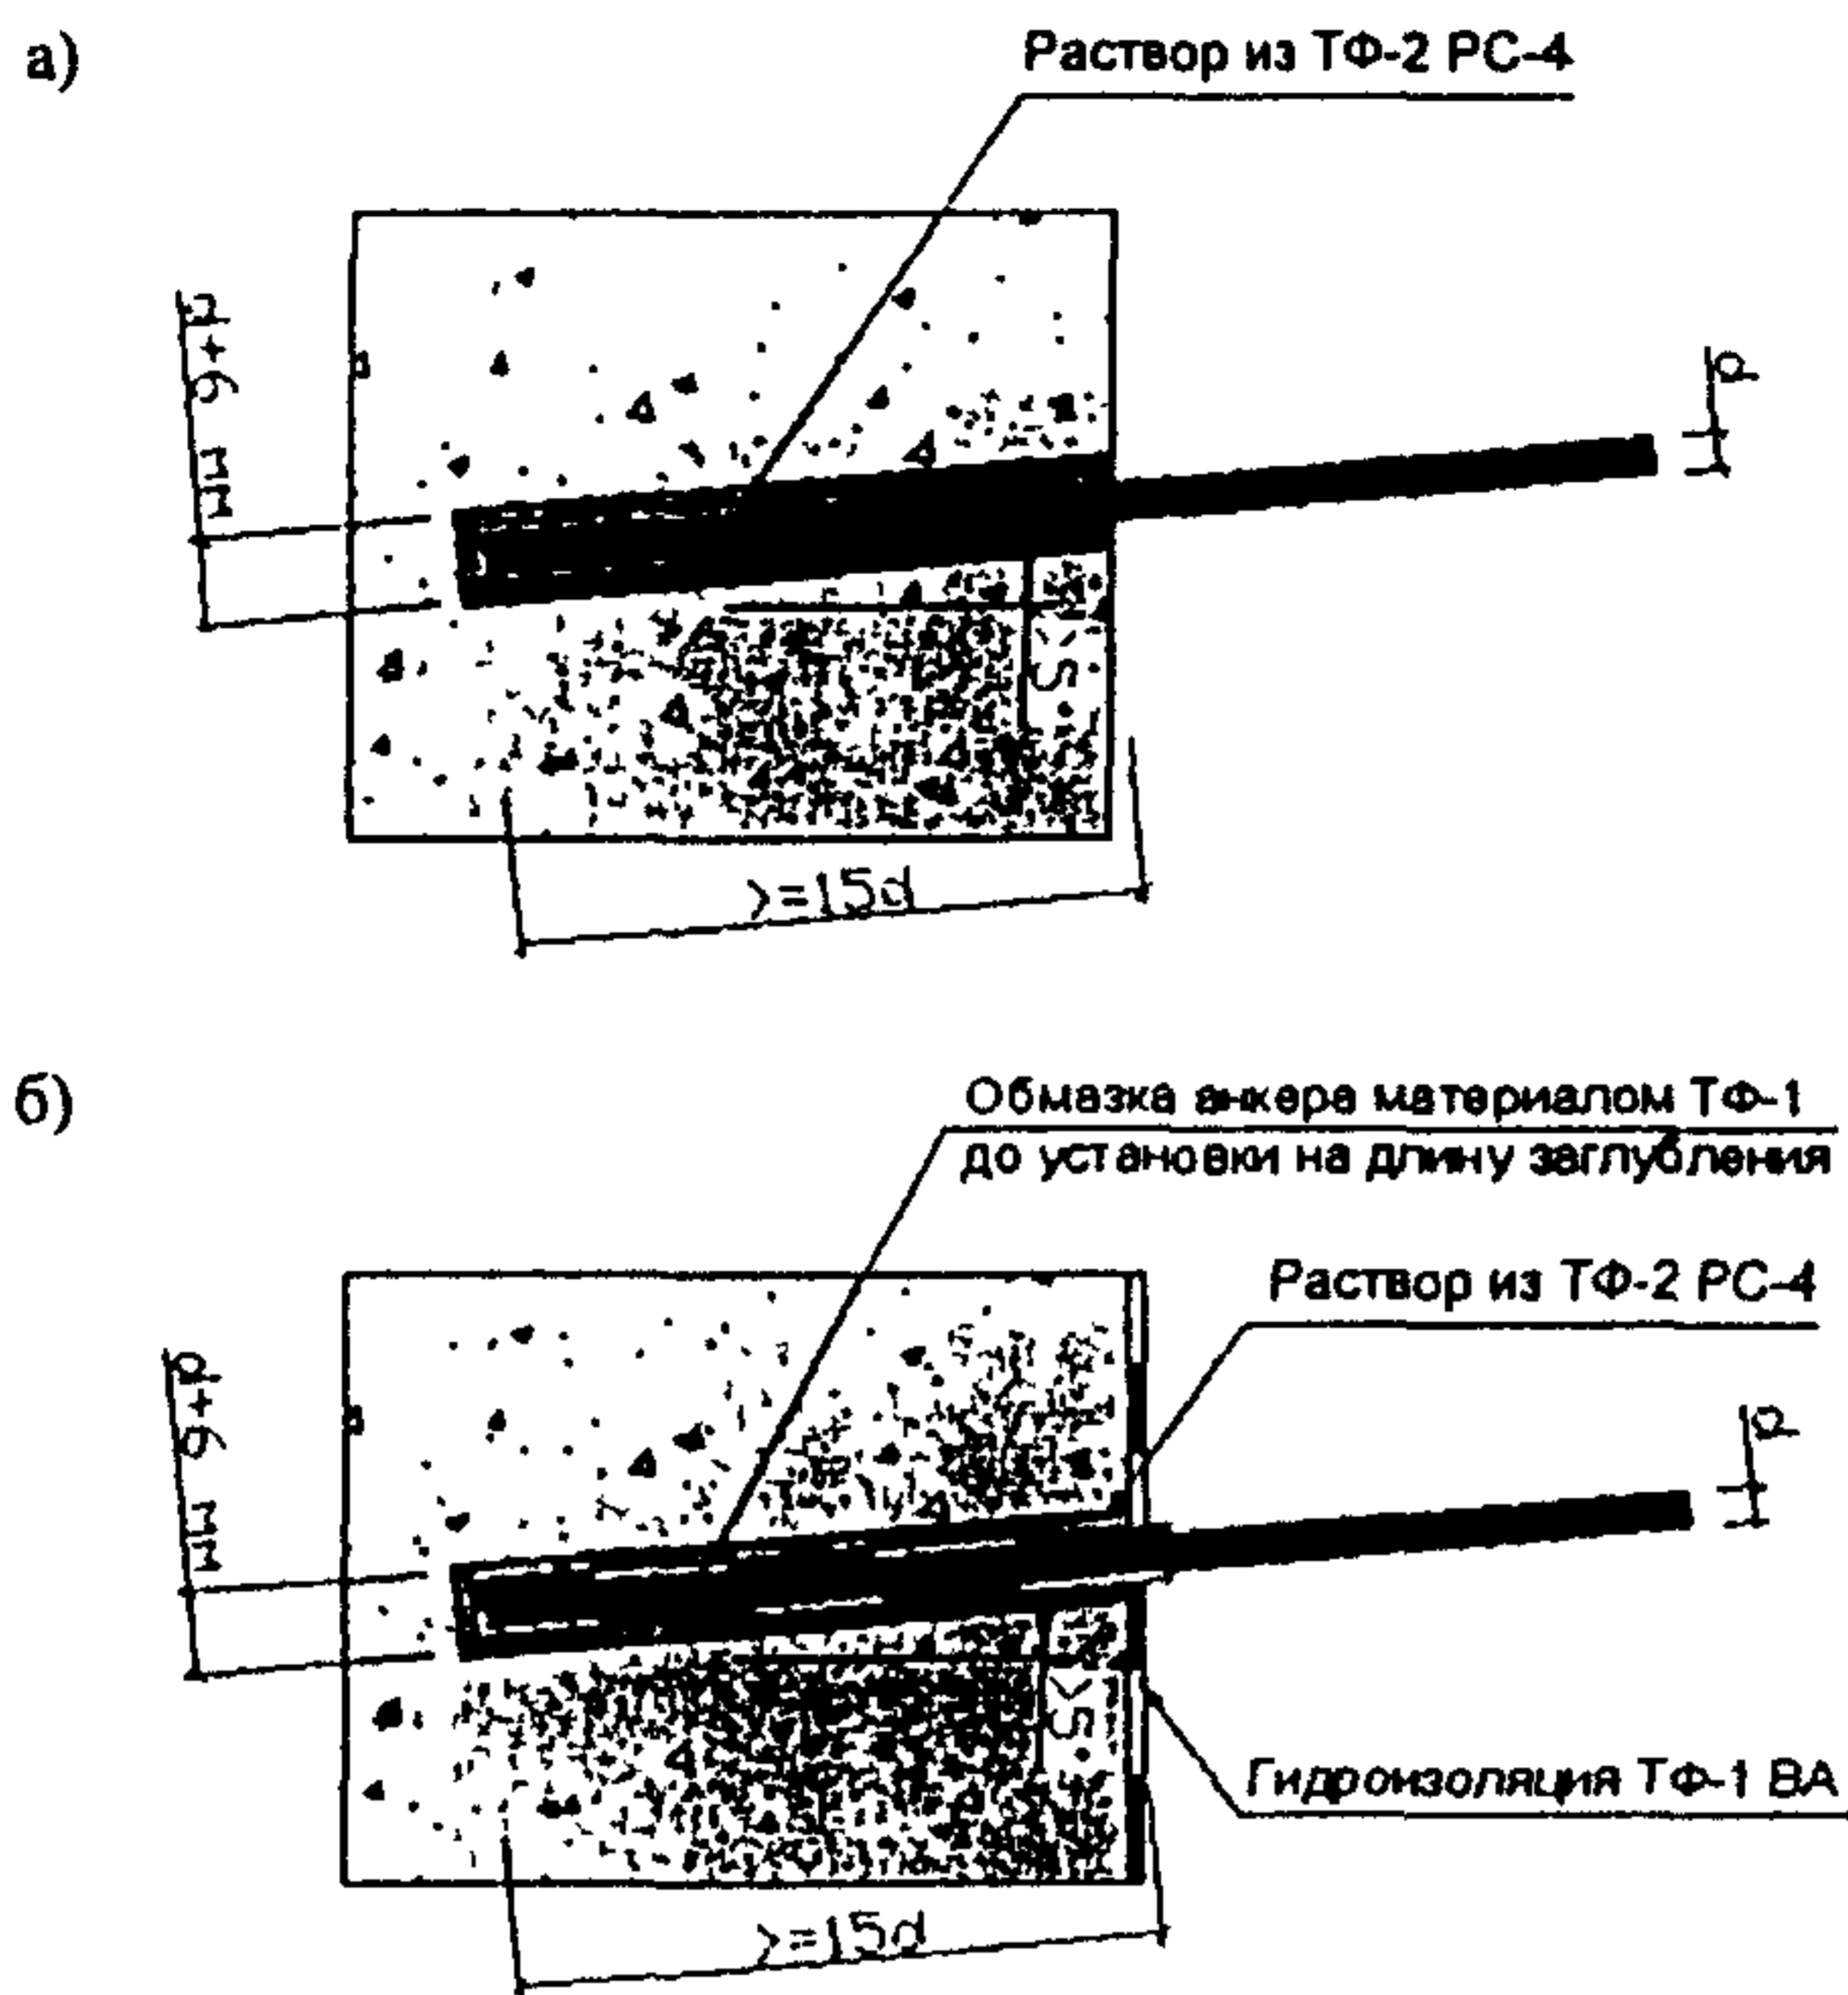 а)
Раствор из ТФ-2 РС-4
d+6 мм
d
>=15d
б)
Обмазка анкера материалом ТФ-1
до установки на длину заглубления
Раствор из ТФ-2 РС-4
d+6 мм
d
Гидроизоляция ТФ-1 ВА
>=15d